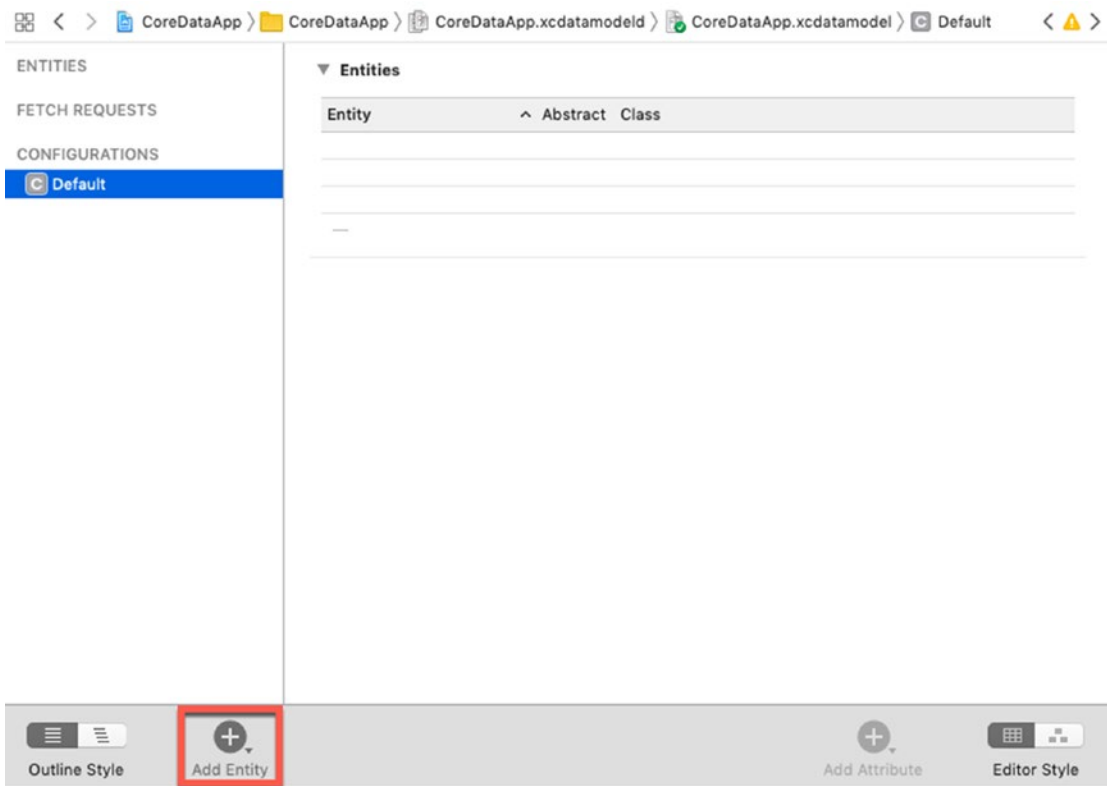 CoreDataApp 〉 CoreDataApp 〉 CoreDataApp.xcdatamodeld 〉 CoreDataApp.xcdatamodel 〉 C Default
ENTITIES
FETCH REQUESTS
CONFIGURATIONS
C Default
Entities
Entity Abstract Class
Outline Style
Add Entity
Add Attribute
Editor Style